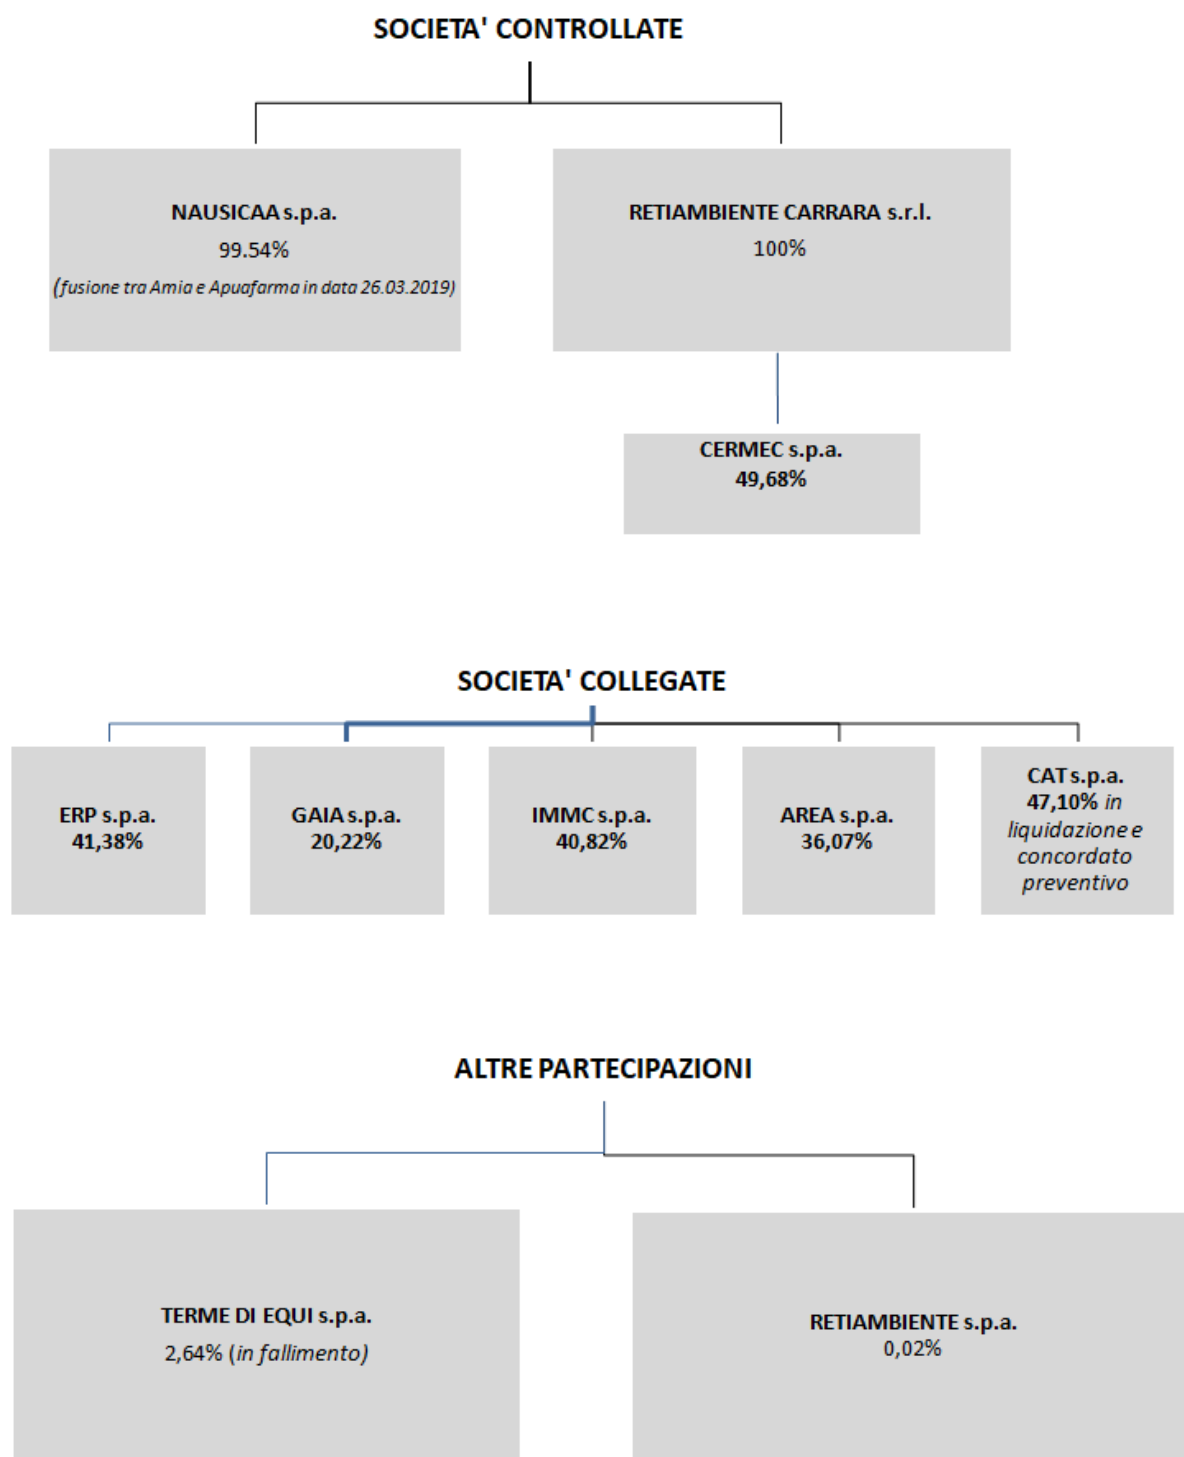 SOCIETA' CONTROLLATE
NAUSICAA s.p.a.
99.54%
(fusione tra Amia e Apuafarma in data 26.03.2019)
RETIAMBIENTE CARRARA s.r.l.
100%
CERMEC s.p.a.
49,68%
SOCIETA' COLLEGATE
ERP s.p.a.
41,38%
GAIA s.p.a.
20,22%
IMMC s.p.a.
40,82%
AREA s.p.a.
36,07%
CAT s.p.a.
47,10% in
liquidazione e
concordato
preventivo
ALTRE PARTECIPAZIONI
TERME DI EQUI s.p.a.
2,64% (in fallimento)
RETIAMBIENTE s.p.a.
0,02%